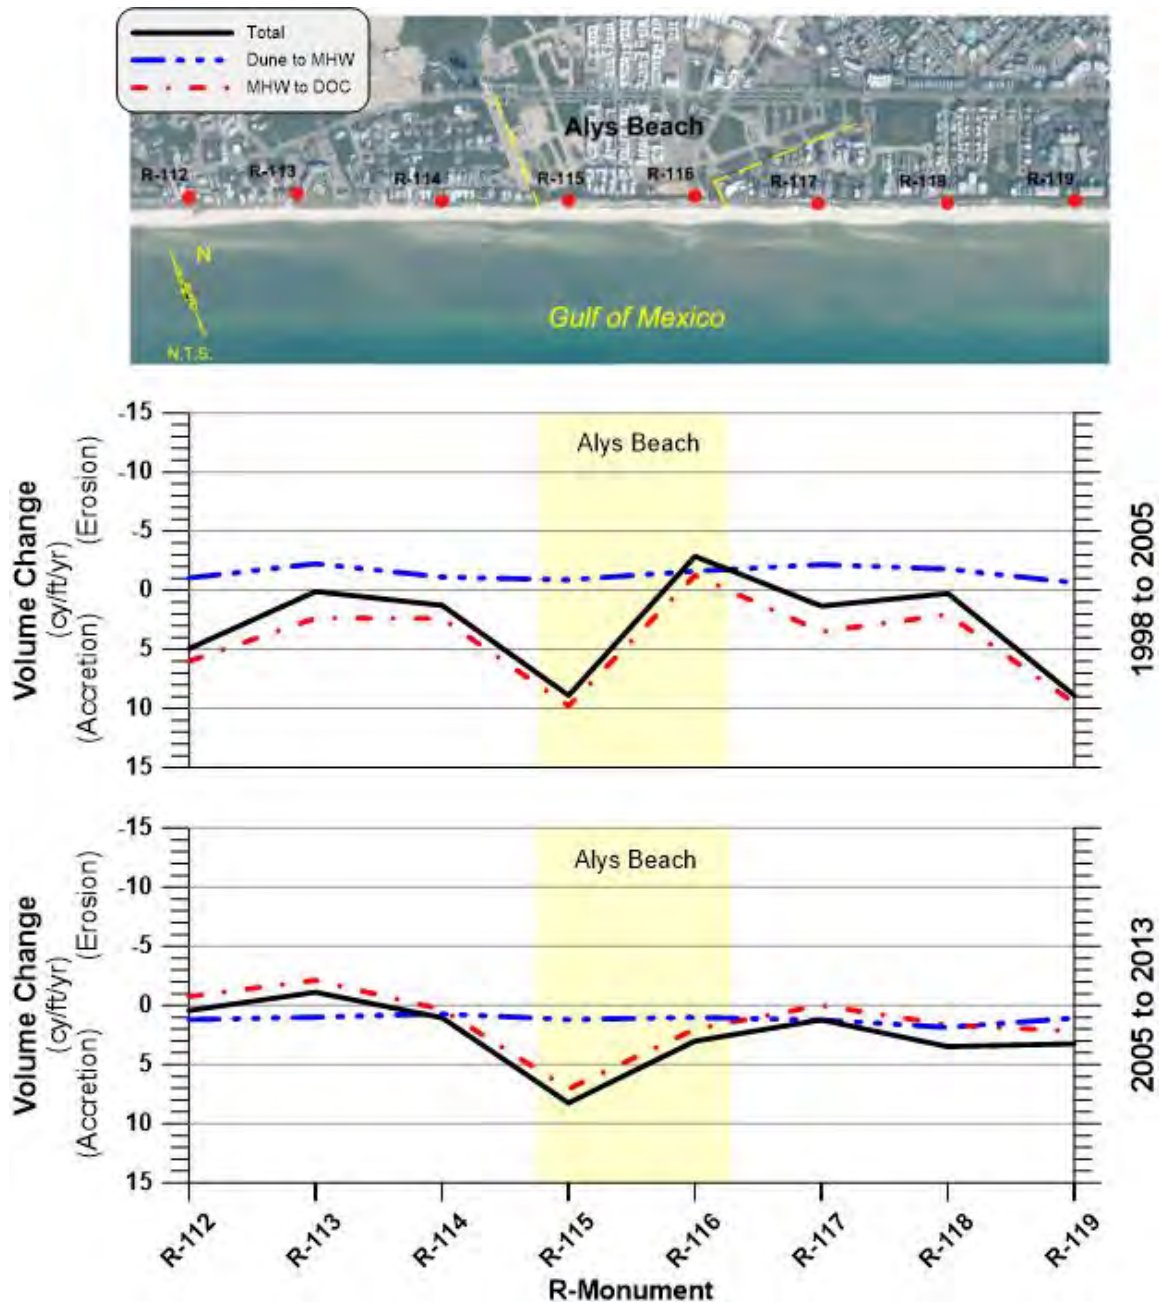 Total
Dune to MHW
MHW to DOC
Alys Beach
R-112
R-113
R-114
R-115
R-116
R-117
R-118
R-119
N
N.T.S.
Gulf of Mexico
Volume Change
(cy/ft/yr)
(Accretion) (Erosion)
-15
-10
-5
0
5
10
15
Alys Beach
1998 to 2005
Volume Change
(cy/ft/yr)
(Accretion) (Erosion)
-15
-10
-5
0
5
10
15
Alys Beach
2005 to 2013
R-112
R-113
R-114
R-115
R-116
R-117
R-118
R-119
R-Monument